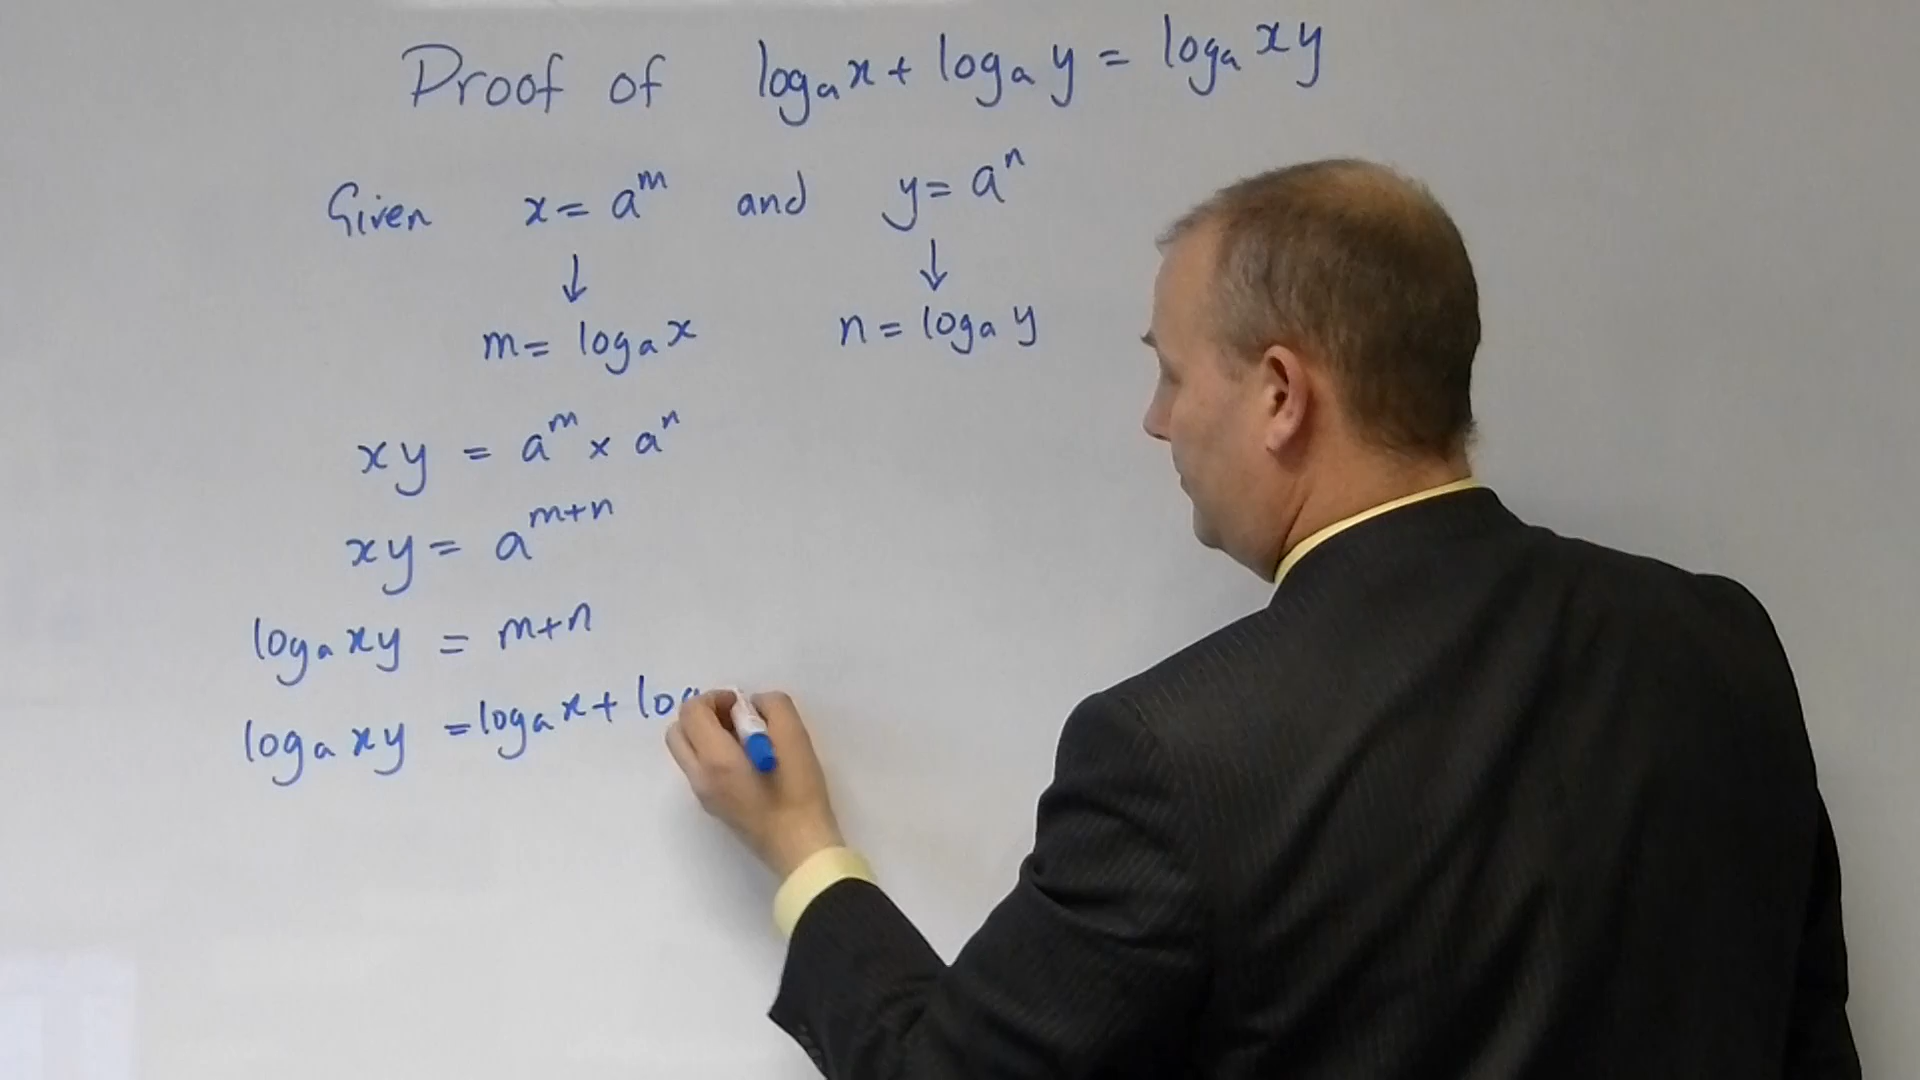 Proof of logₐx + logₐy = logₐxy
Given x = aᵐ and y = aⁿ
↓ ↓
m = logₐx n = logₐy
xy = aᵐ × aⁿ
xy = aᵐ⁺ⁿ
logₐxy = m+n
logₐxy = logₐx + log